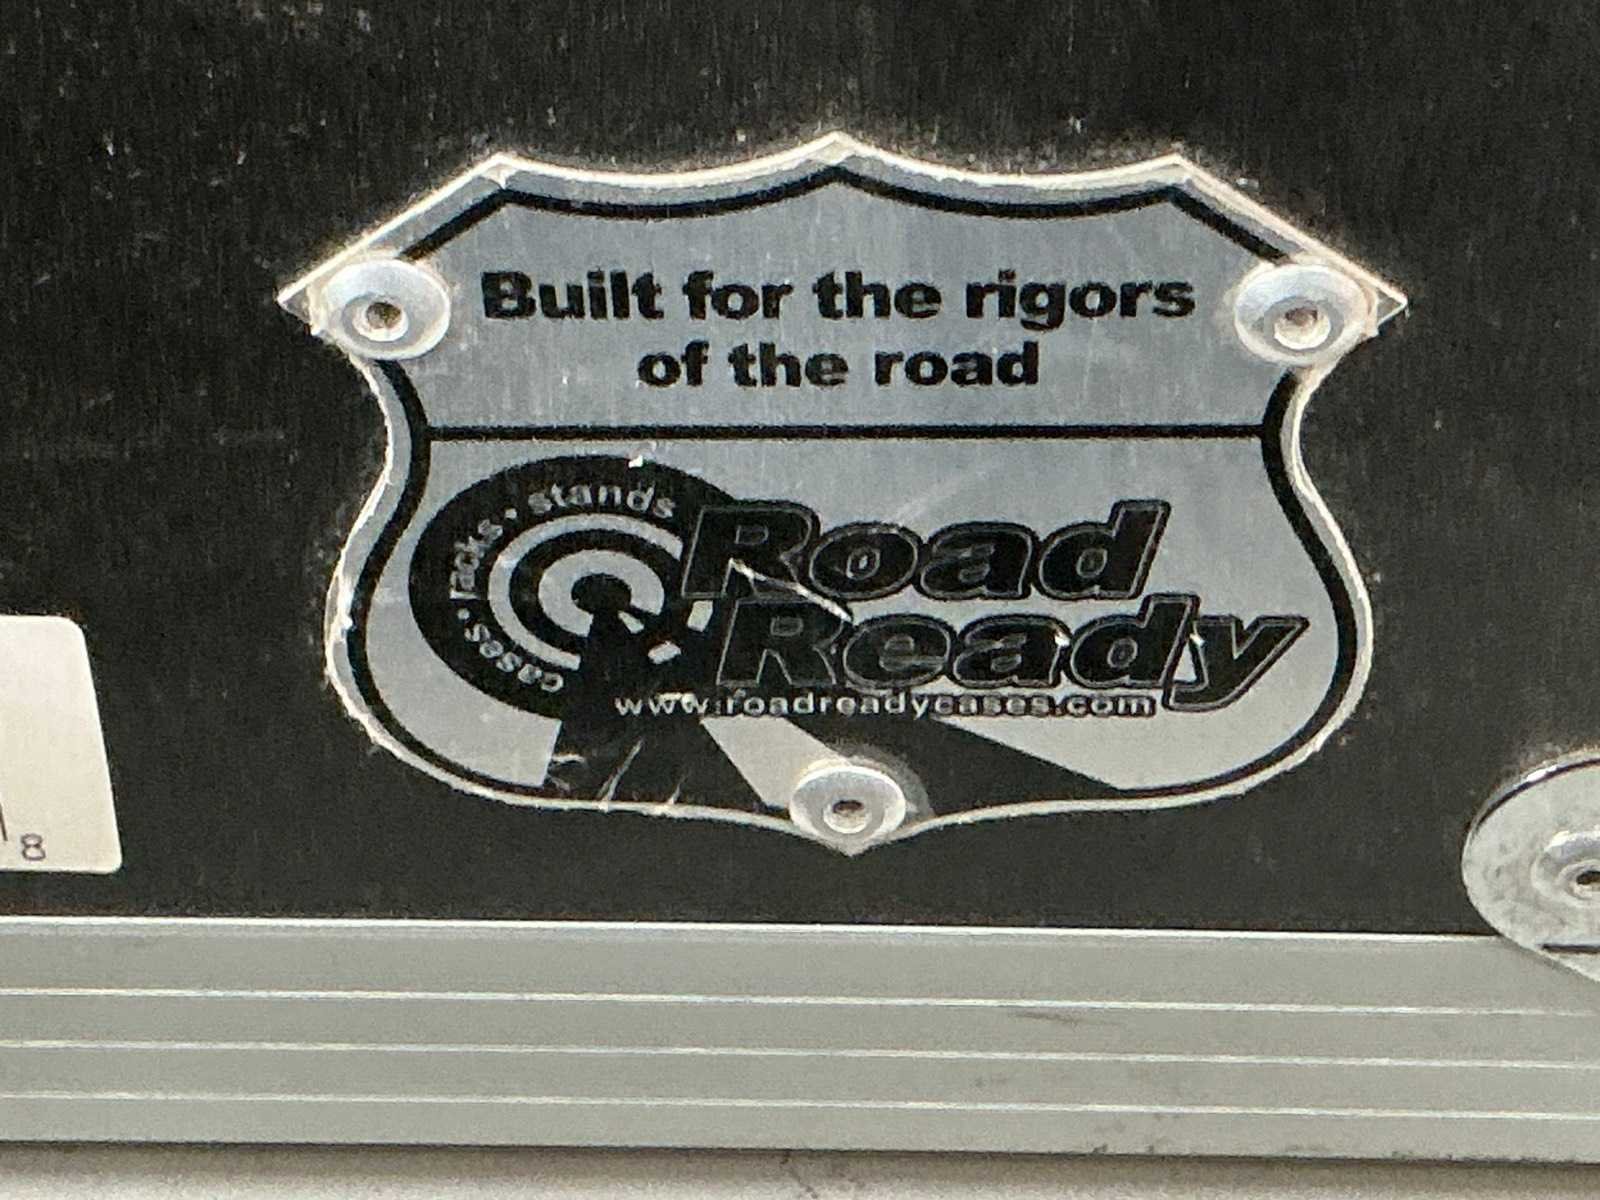 Built for the rigors
of the road
cases • racks • stands
Road
Ready
www.roadreadycases.com
8